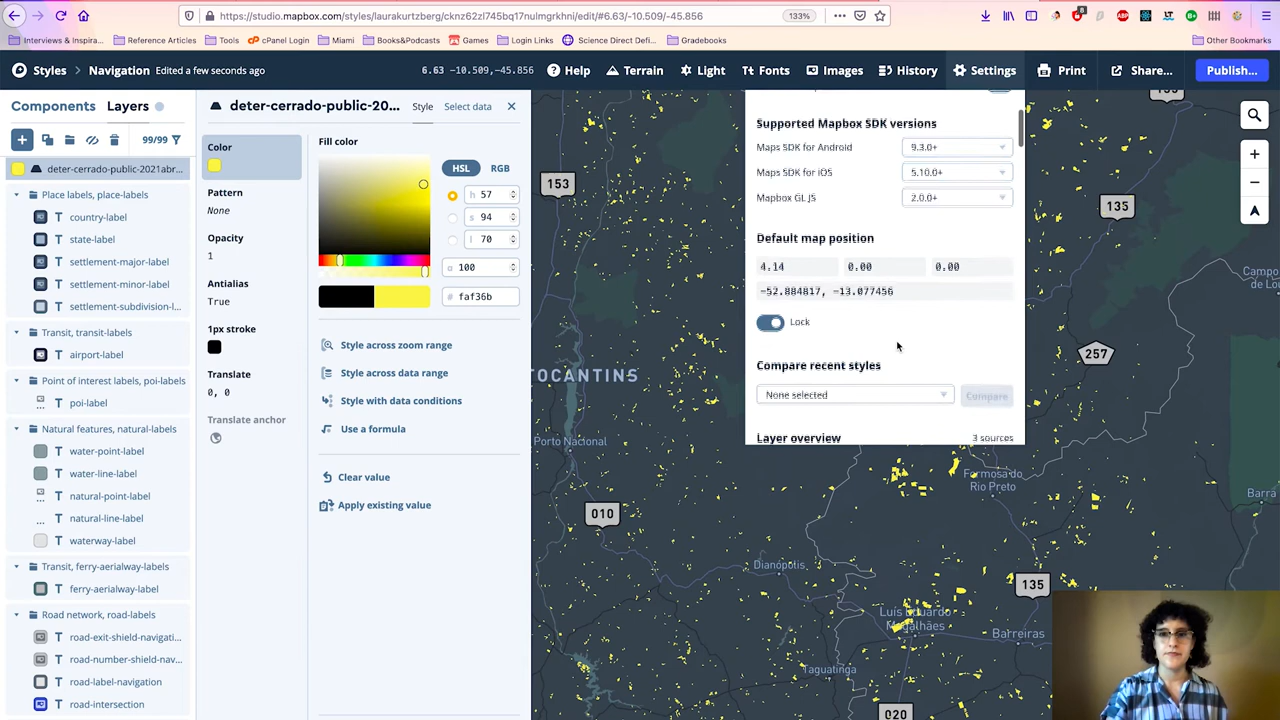 https://studio.mapbox.com/styles/laurakurtzberg/cknz62zl745bq17nulmgrkhni/edit/#6.63/-10.509/-45.856
133%
8
Interviews & Inspira...
Reference Articles
Tools
cPanel Login
Miami
Books&Podcasts
Games
Login Links
Science Direct Defi...
Gradebooks
Other Bookmarks
Styles
Navigation
Edited a few seconds ago
6.63 -10.509,-45.856
Help
Terrain
Light
Fonts
Images
History
Settings
Print
Share...
Publish...
Components
Layers
99/99
deter-cerrado-public-2021abr...
Place labels, place-labels
country-label
state-label
settlement-major-label
settlement-minor-label
settlement-subdivision-l...
Transit, transit-labels
airport-label
Point of interest labels, poi-labels
poi-label
Natural features, natural-labels
water-point-label
water-line-label
natural-point-label
natural-line-label
waterway-label
Transit, ferry-aerialway-labels
ferry-aerialway-label
Road network, road-labels
road-exit-shield-navigati...
road-number-shield-nav...
road-label-navigation
road-intersection
deter-cerrado-public-20...
Style
Select data
Color
Pattern
None
Opacity
1
Antialias
True
1px stroke
Translate
0, 0
Translate anchor
Fill color
HSL
RGB
h 57
s 94
l 70
o 100
# faf36b
Style across zoom range
Style across data range
Style with data conditions
Use a formula
Clear value
Apply existing value
Supported Mapbox SDK versions
Maps SDK for Android
9.3.0+
Maps SDK for iOS
5.10.0+
Mapbox GL JS
2.0.0+
Default map position
4.14
0.00
0.00
-52.884817, -13.077456
Lock
Compare recent styles
None selected
Compare
Layer overview
3 sources
153
135
257
010
135
020
TOCANTINS
Porto Nacional
Dianópolis
Taguatinga
Formosa do
Rio Preto
Luís Eduardo
Magalhães
Barreiras
Campo
de Lou
Barra